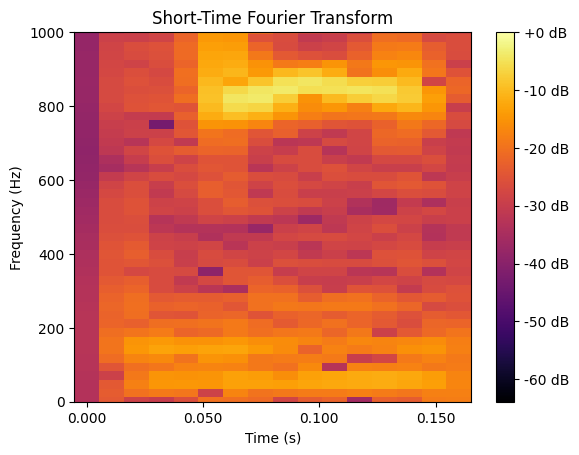 Short-Time Fourier Transform
1000
800
600
400
200
0
Frequency (Hz)
0.000
0.050
0.100
0.150
Time (s)
+0 dB
-10 dB
-20 dB
-30 dB
-40 dB
-50 dB
-60 dB